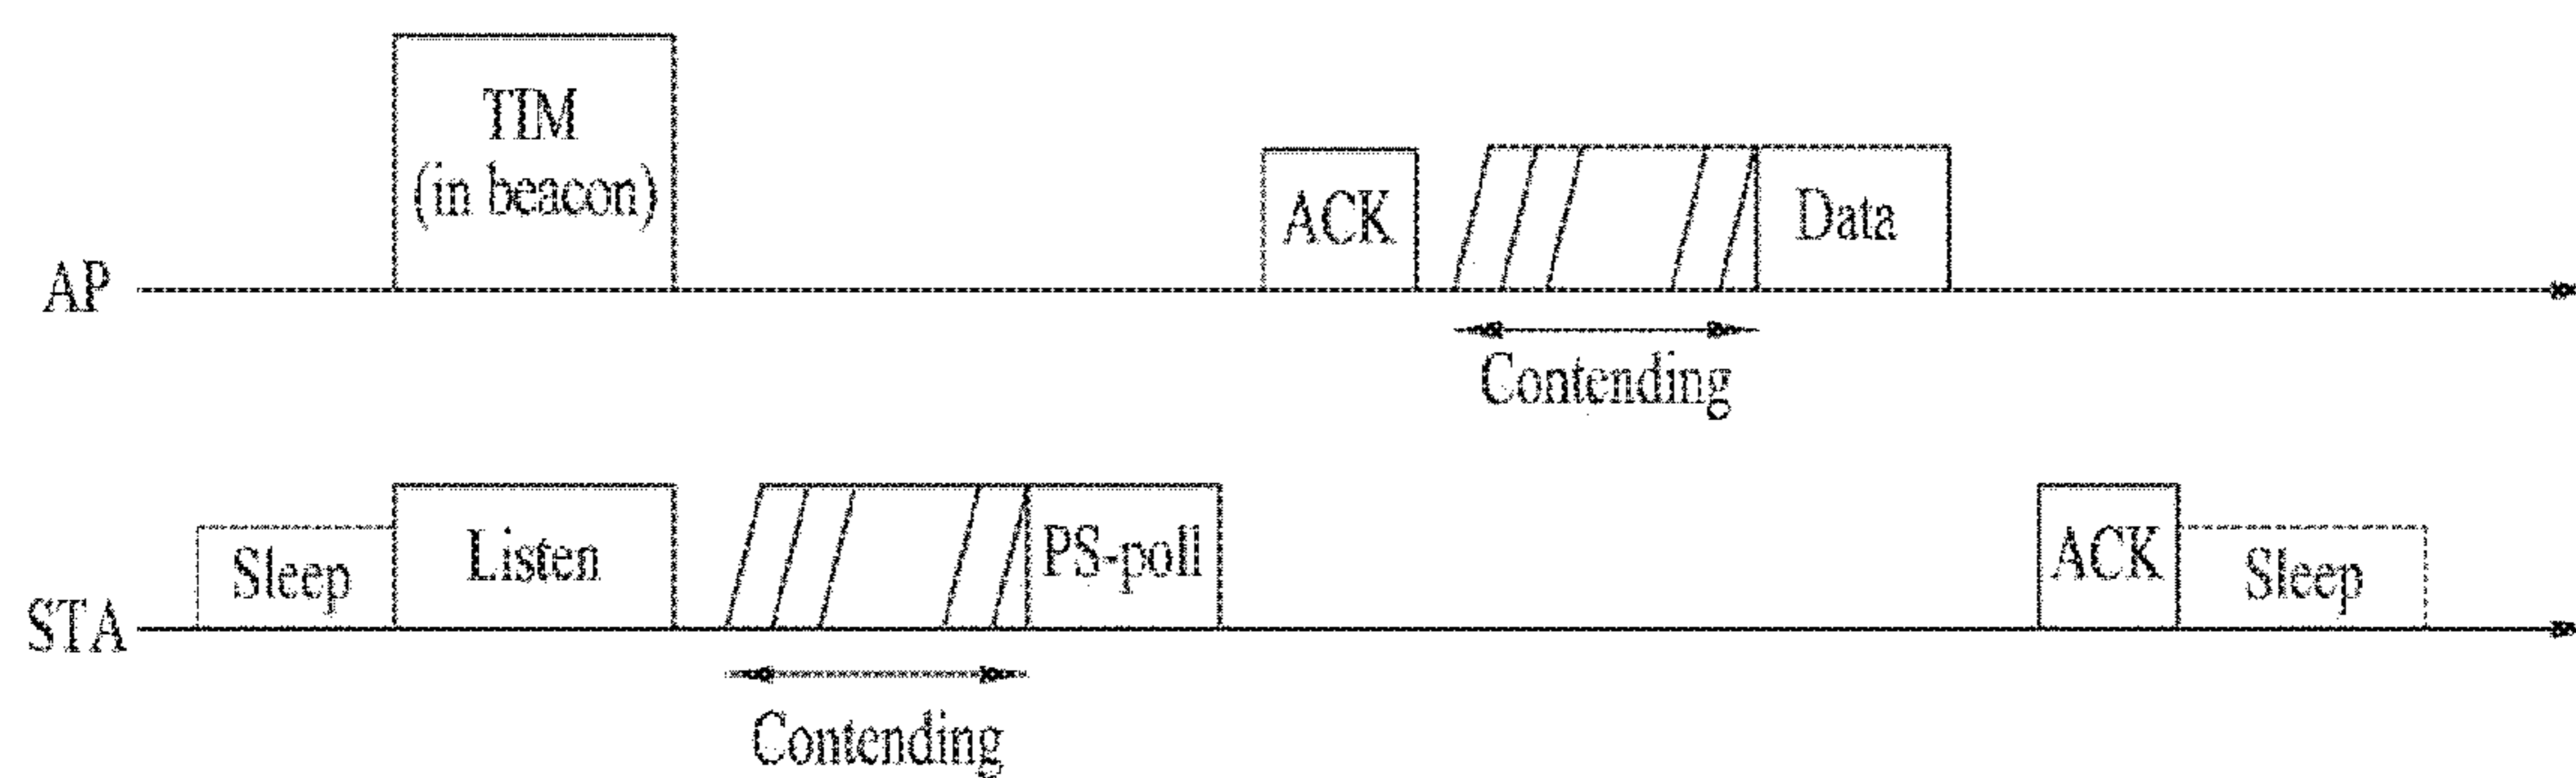 TIM
(in beacon)
ACK
Data
AP
Contending
Sleep
Listen
PS-poll
ACK
Sleep
STA
Contending